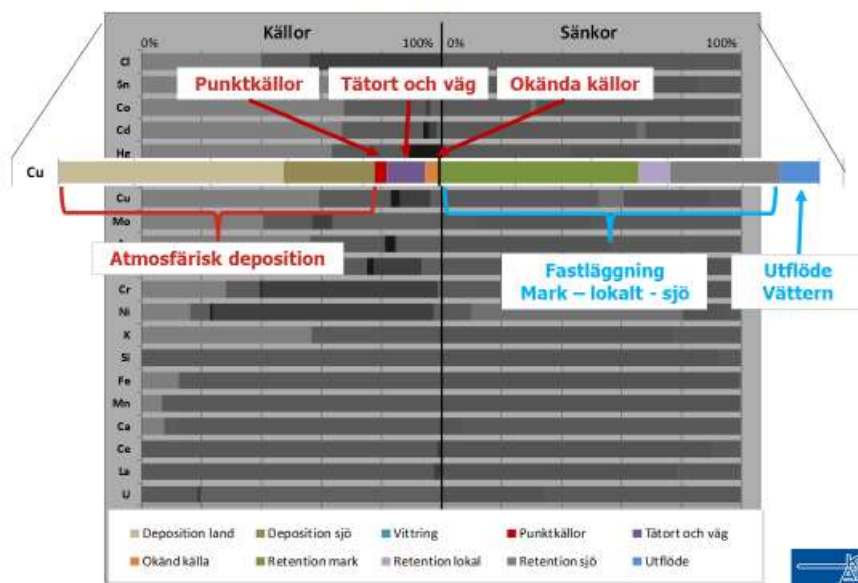 Källor
Sänkor
0%
100%
0%
100%
Cl
Sn
Punktkällor
Tätort och väg
Okända källor
Co
Cd
Cu
Cu
Mo
Atmosfärisk deposition
Fastläggning
Mark – lokalt - sjö
Utflöde
Vättern
Cr
Ni
K
Si
Fe
Mn
Ca
Ce
La
U
Deposition land
Deposition sjö
Vittring
Punktkällor
Tätort och väg
Okänd källa
Retention mark
Retention lokal
Retention sjö
Utflöde